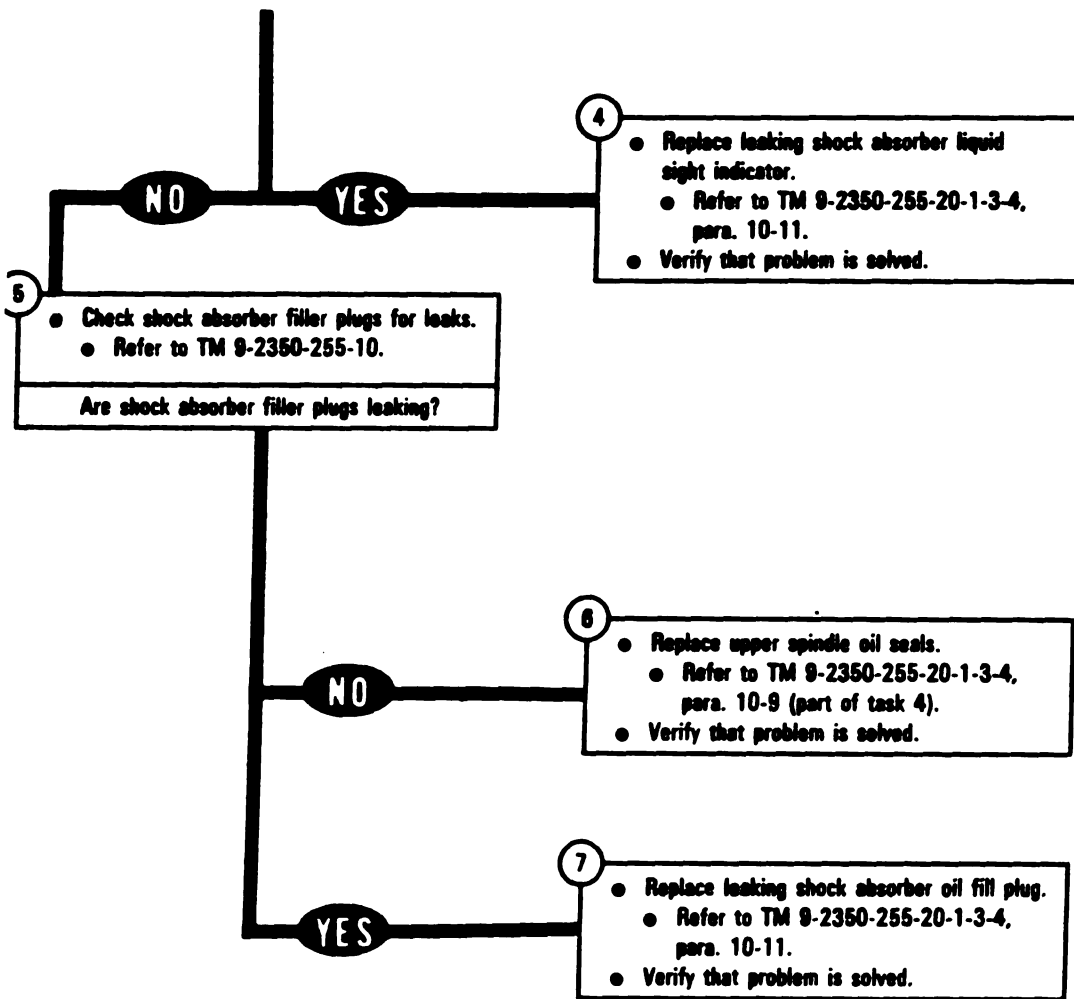 NO
YES
4
● Replace leaking shock absorber liquid
sight indicator.
● Refer to TM 9-2350-255-20-1-3-4,
para. 10-11.
● Verify that problem is solved.
5
● Check shock absorber filler plugs for leaks.
● Refer to TM 9-2350-255-10.
Are shock absorber filler plugs leaking?
NO
6
● Replace upper spindle oil seals.
● Refer to TM 9-2350-255-20-1-3-4,
para. 10-9 (part of task 4).
● Verify that problem is solved.
YES
7
● Replace leaking shock absorber oil fill plug.
● Refer to TM 9-2350-255-20-1-3-4,
para. 10-11.
● Verify that problem is solved.